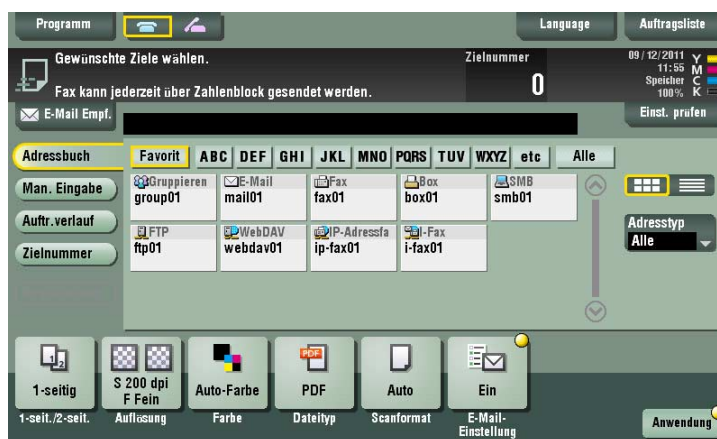 Programm
Language
Auftragsliste
Gewünschte Ziele wählen.
Zielnummer
0
09/12/2011
11:55
Speicher
100%
Y
M
C
K
Fax kann jederzeit über Zahlenblock gesendet werden.
E-Mail Empf.
Einst. prüfen
Adressbuch
Favorit ABC DEF GHI JKL MNO PQRS TUV WXYZ etc Alle
Man. Eingabe
Auftr.verlauf
Zielnummer
Gruppieren
group01
E-Mail
mail01
Fax
fax01
Box
box01
SMB
smb01
FTP
ftp01
WebDAV
webdav01
IP-Adressfa
ip-fax01
I-Fax
i-fax01
Adresstyp
Alle
1 2
1-seitig
1-seit./2-seit.
S 200 dpi
F Fein
Auflösung
Auto-Farbe
Farbe
PDF
PDF
Dateityp
Auto
Scanformat
Ein
E-Mail-
Einstellung
Anwendung